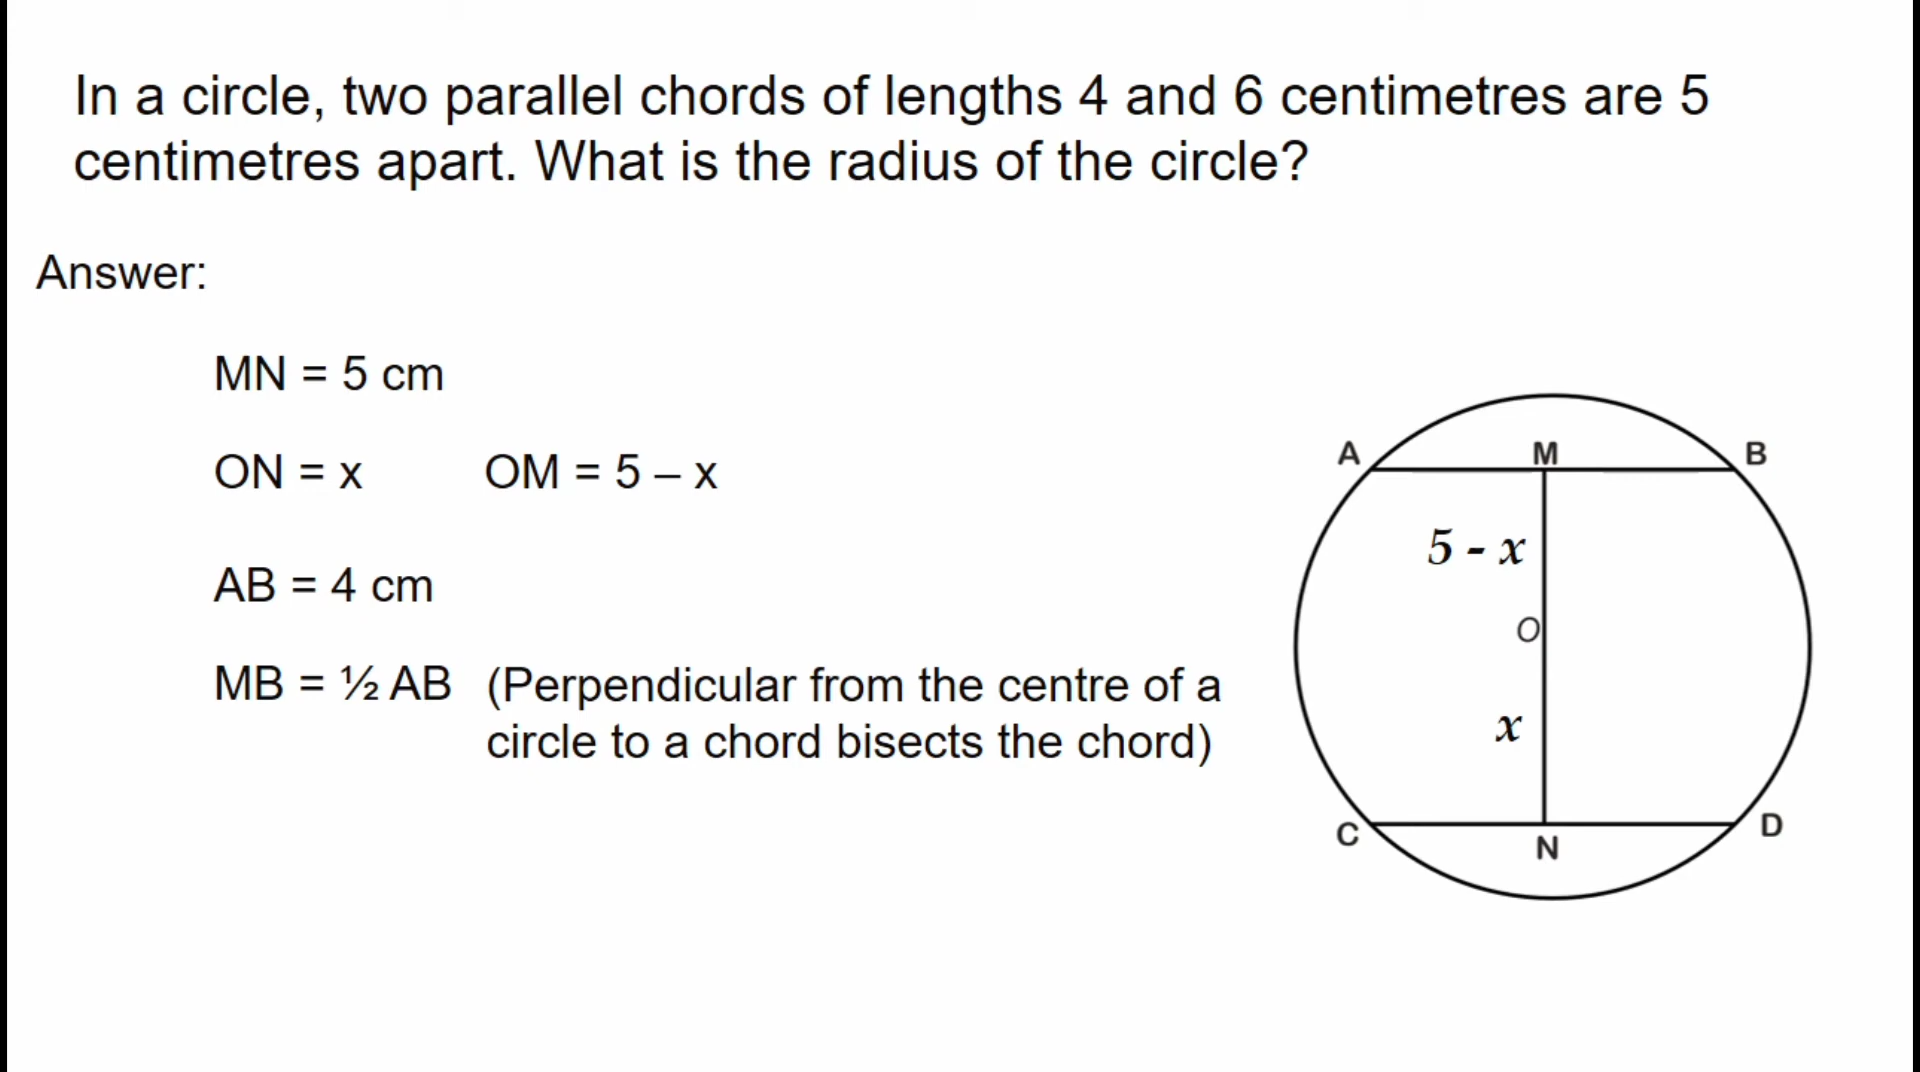 In a circle, two parallel chords of lengths 4 and 6 centimetres are 5
centimetres apart. What is the radius of the circle?
Answer:
MN = 5 cm
ON = x OM = 5 – x
AB = 4 cm
MB = ½ AB (Perpendicular from the centre of a
circle to a chord bisects the chord)
A M B
5 - x
O
x
C N D